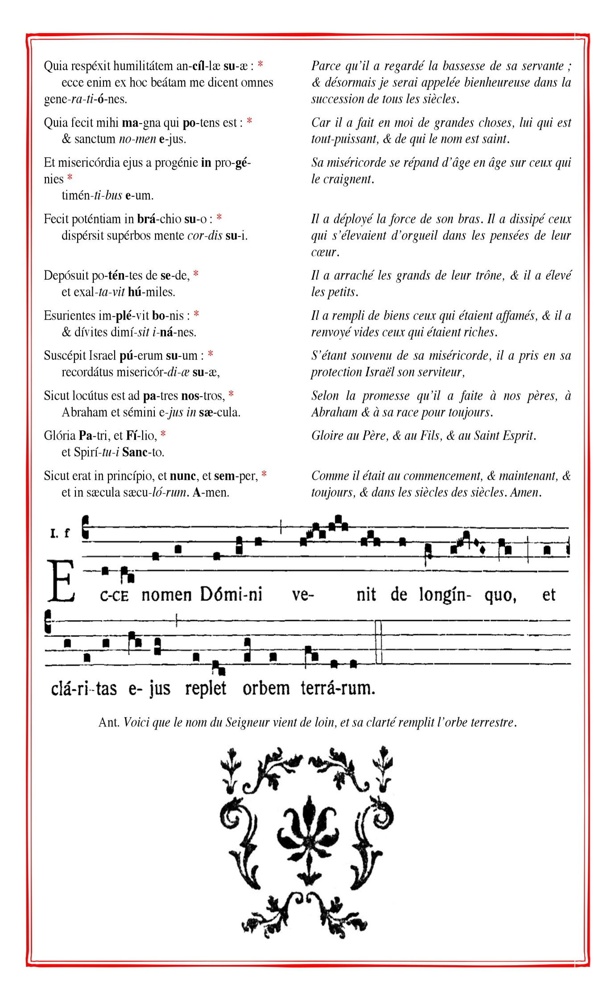 Quia respéxit humilitátem an-cíl-læ su-æ : *
ecce enim ex hoc beátam me dicent omnes
gene-ra-ti-ó-nes.
Parce qu’il a regardé la bassesse de sa servante ;
& désormais je serai appelée bienheureuse dans la
succession de tous les siècles.
Quia fecit mihi ma-gna qui po-tens est : *
& sanctum no-men e-jus.
Car il a fait en moi de grandes choses, lui qui est
tout-puissant, & de qui le nom est saint.
Et misericórdia ejus a progénie in pro-gé-
nies *
timén-ti-bus e-um.
Sa miséricorde se répand d’âge en âge sur ceux qui
le craignent.
Fecit poténtiam in brá-chio su-o : *
dispérsit supérbos mente cor-dis su-i.
Il a déployé la force de son bras. Il a dissipé ceux
qui s’élevaient d’orgueil dans les pensées de leur
cœur.
Depósuit po-tén-tes de se-de, *
et exal-ta-vit hú-miles.
Il a arraché les grands de leur trône, & il a élevé
les petits.
Esurientes im-plé-vit bo-nis : *
& dívites dimí-sit i-ná-nes.
Il a rempli de biens ceux qui étaient affamés, & il a
renvoyé vides ceux qui étaient riches.
Suscépit Israel pú-erum su-um : *
recordátus misericór-di-æ su-æ,
S’étant souvenu de sa miséricorde, il a pris en sa
protection Israël son serviteur,
Sicut locútus est ad pa-tres nos-tros, *
Abraham et sémini e-jus in sæ-cula.
Selon la promesse qu’il a faite à nos pères, à
Abraham & à sa race pour toujours.
Glória Pa-tri, et Fí-lio, *
et Spirí-tu-i Sanc-to.
Gloire au Père, & au Fils, & au Saint Esprit.
Sicut erat in princípio, et nunc, et sem-per, *
et in sæcula sæcu-ló-rum. A-men.
Comme il était au commencement, & maintenant, &
toujours, & dans les siècles des siècles. Amen.
I. f
EC-CE nomen Dómi-ni ve- nit de longín- quo, et
clá-ri-tas e- jus replet orbem terrá-rum.
Ant. Voici que le nom du Seigneur vient de loin, et sa clarté remplit l’orbe terrestre.